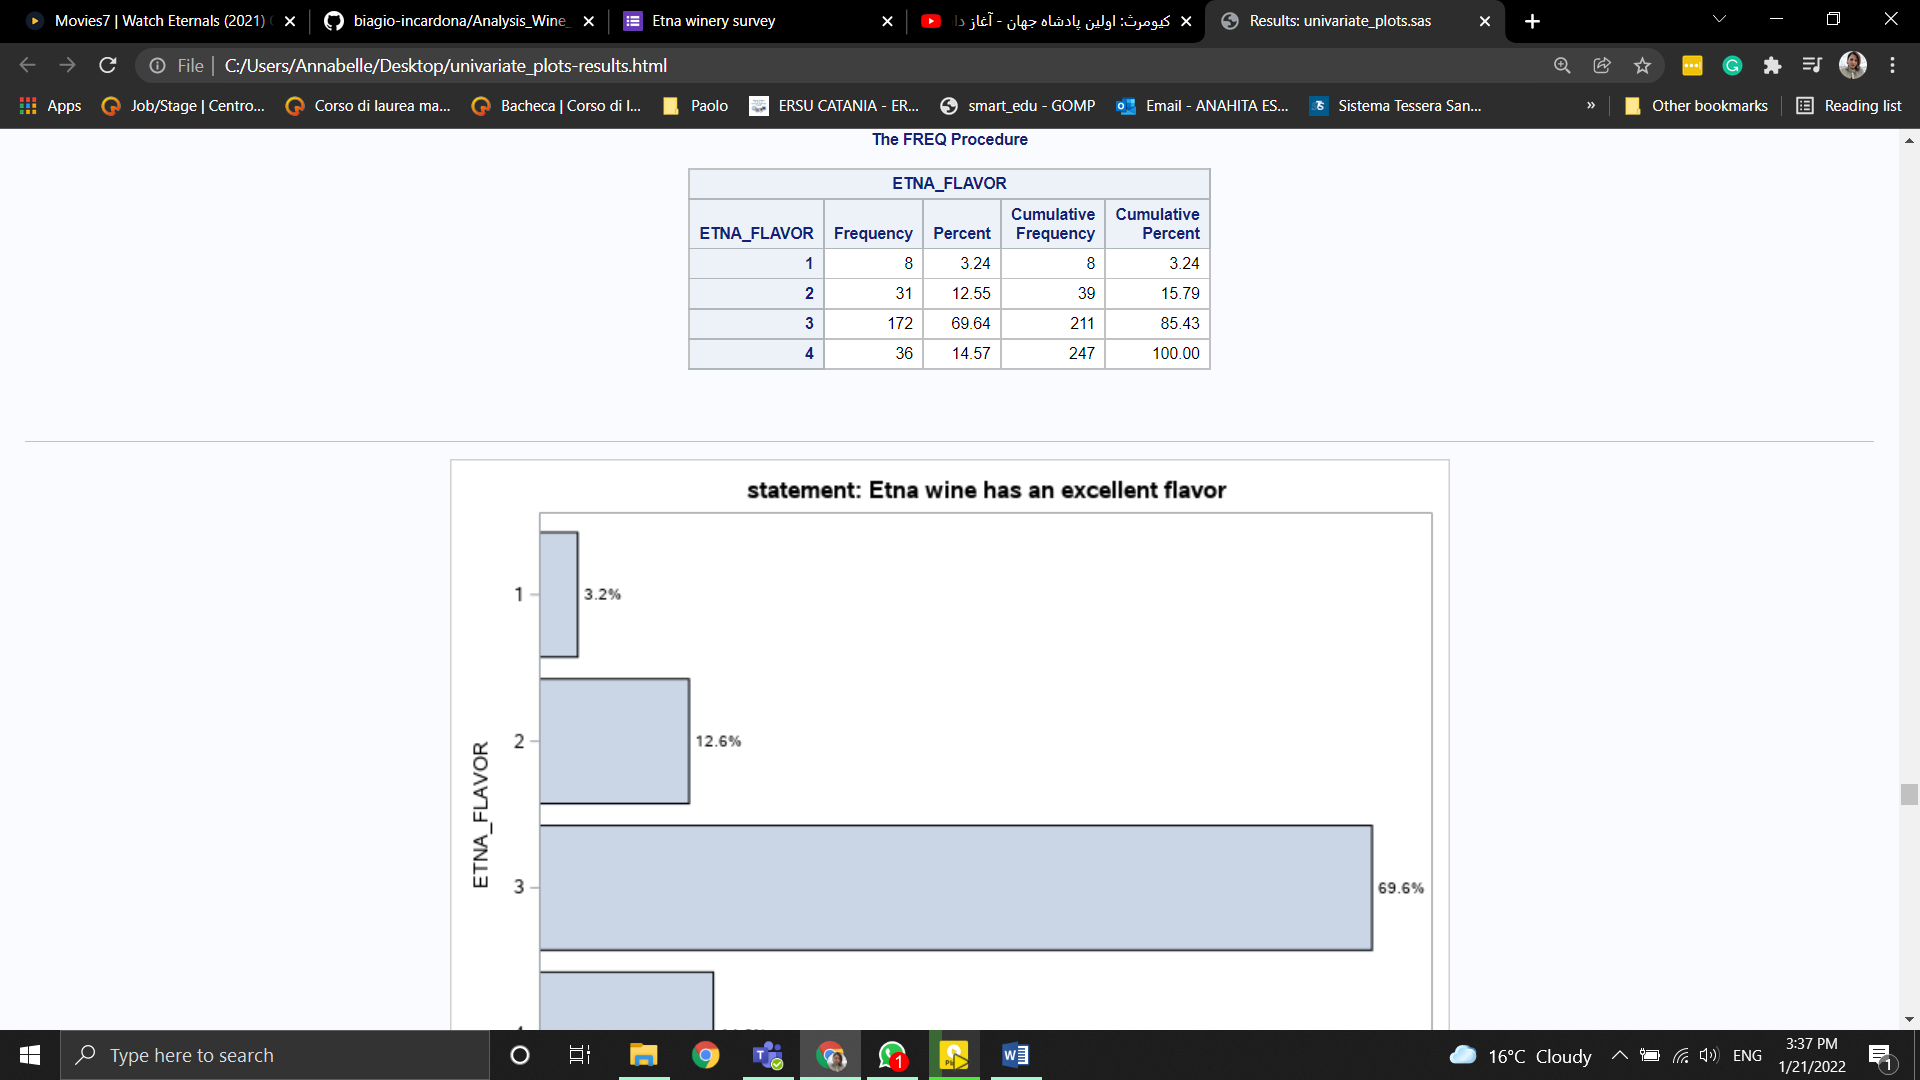 Movies7 | Watch Eternals (2021)
biagio-incardona/Analysis_Wine_
Etna winery survey
کیومرث: اولین پادشاه جهان - آغاز دا
Results: univariate_plots.sas
File | C:/Users/Annabelle/Desktop/univariate_plots-results.html
Apps Job/Stage | Centro... Corso di laurea ma... Bacheca | Corso di l... Paolo ERSU CATANIA - ER... smart_edu - GOMP Email - ANAHITA ES... Sistema Tessera San... » Other bookmarks Reading list
The FREQ Procedure
ETNA_FLAVOR
ETNA_FLAVOR Frequency Percent Cumulative Frequency Cumulative Percent
1 8 3.24 8 3.24
2 31 12.55 39 15.79
3 172 69.64 211 85.43
4 36 14.57 247 100.00
statement: Etna wine has an excellent flavor
ETNA_FLAVOR
1 3.2%
2 12.6%
3 69.6%
Type here to search
1
16°C Cloudy
ENG
3:37 PM
1/21/2022
1